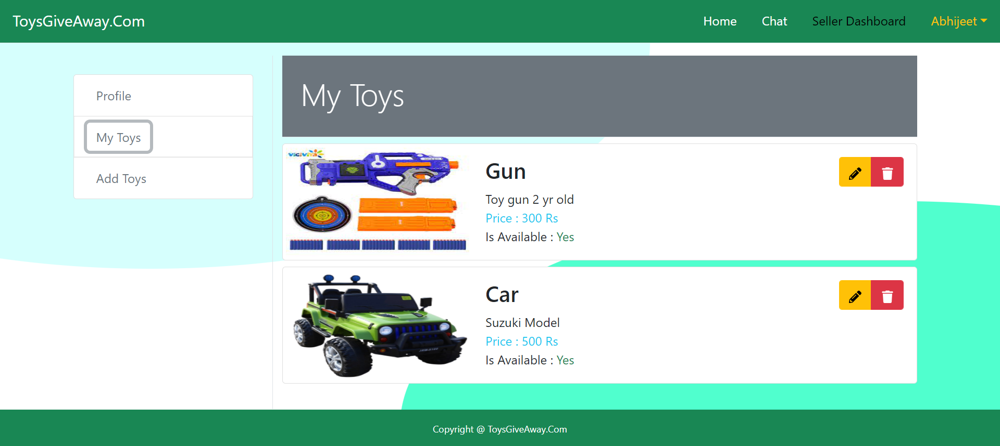 ToysGiveAway.Com
Home
Chat
Seller Dashboard
Abhijeet
Profile
My Toys
Add Toys
My Toys
Gun
Toy gun 2 yr old
Price : 300 Rs
Is Available : Yes
Car
Suzuki Model
Price : 500 Rs
Is Available : Yes
Copyright @ ToysGiveAway.Com